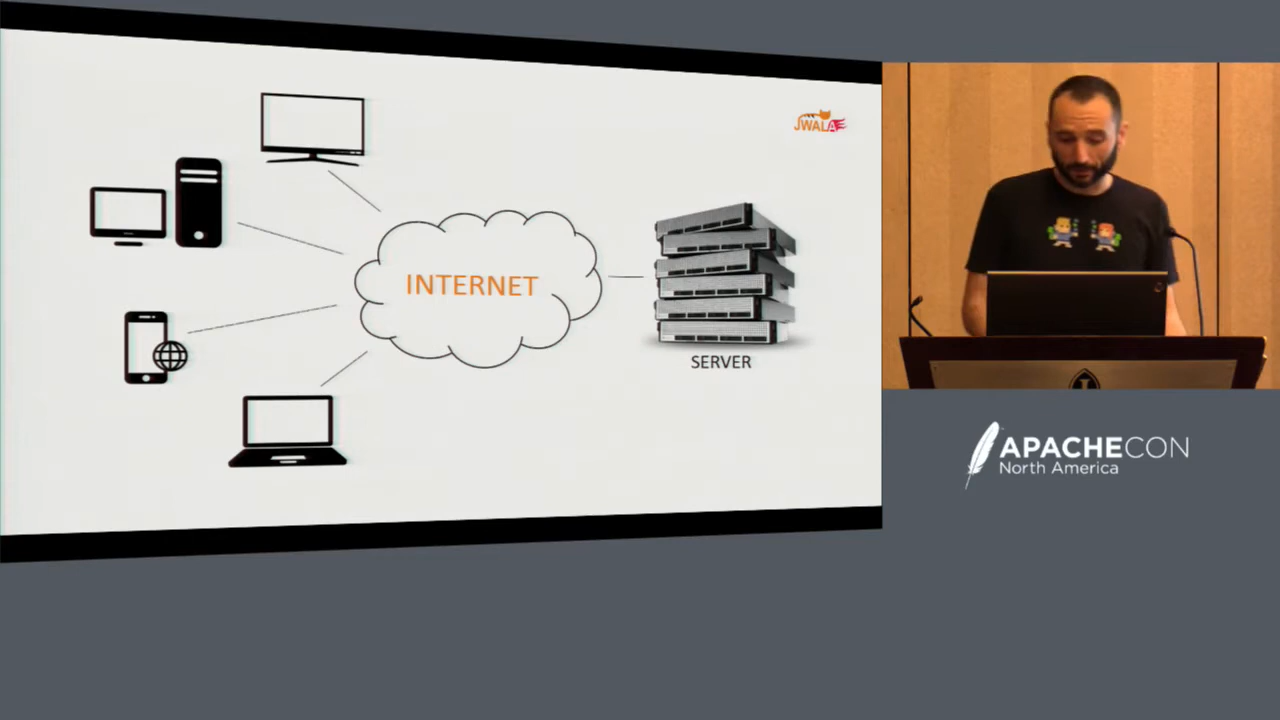 JWALA
INTERNET
SERVER
APACHECON
North America